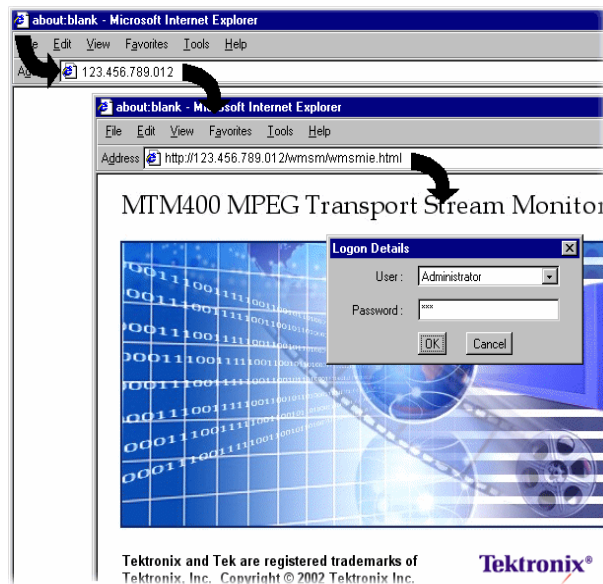 about:blank - Microsoft Internet Explorer
Edit View Favorites Tools Help
123.456.789.012
about:blank - Microsoft Internet Explorer
File Edit View Favorites Tools Help
Address http://123.456.789.012/wmsm/wmsmie.html
MTM400 MPEG Transport Stream Monitor
Logon Details
User : Administrator
Password : ***
OK Cancel
Tektronix and Tek are registered trademarks of
Tektronix, Inc. Copyright © 2002 Tektronix Inc.
Tektronix®